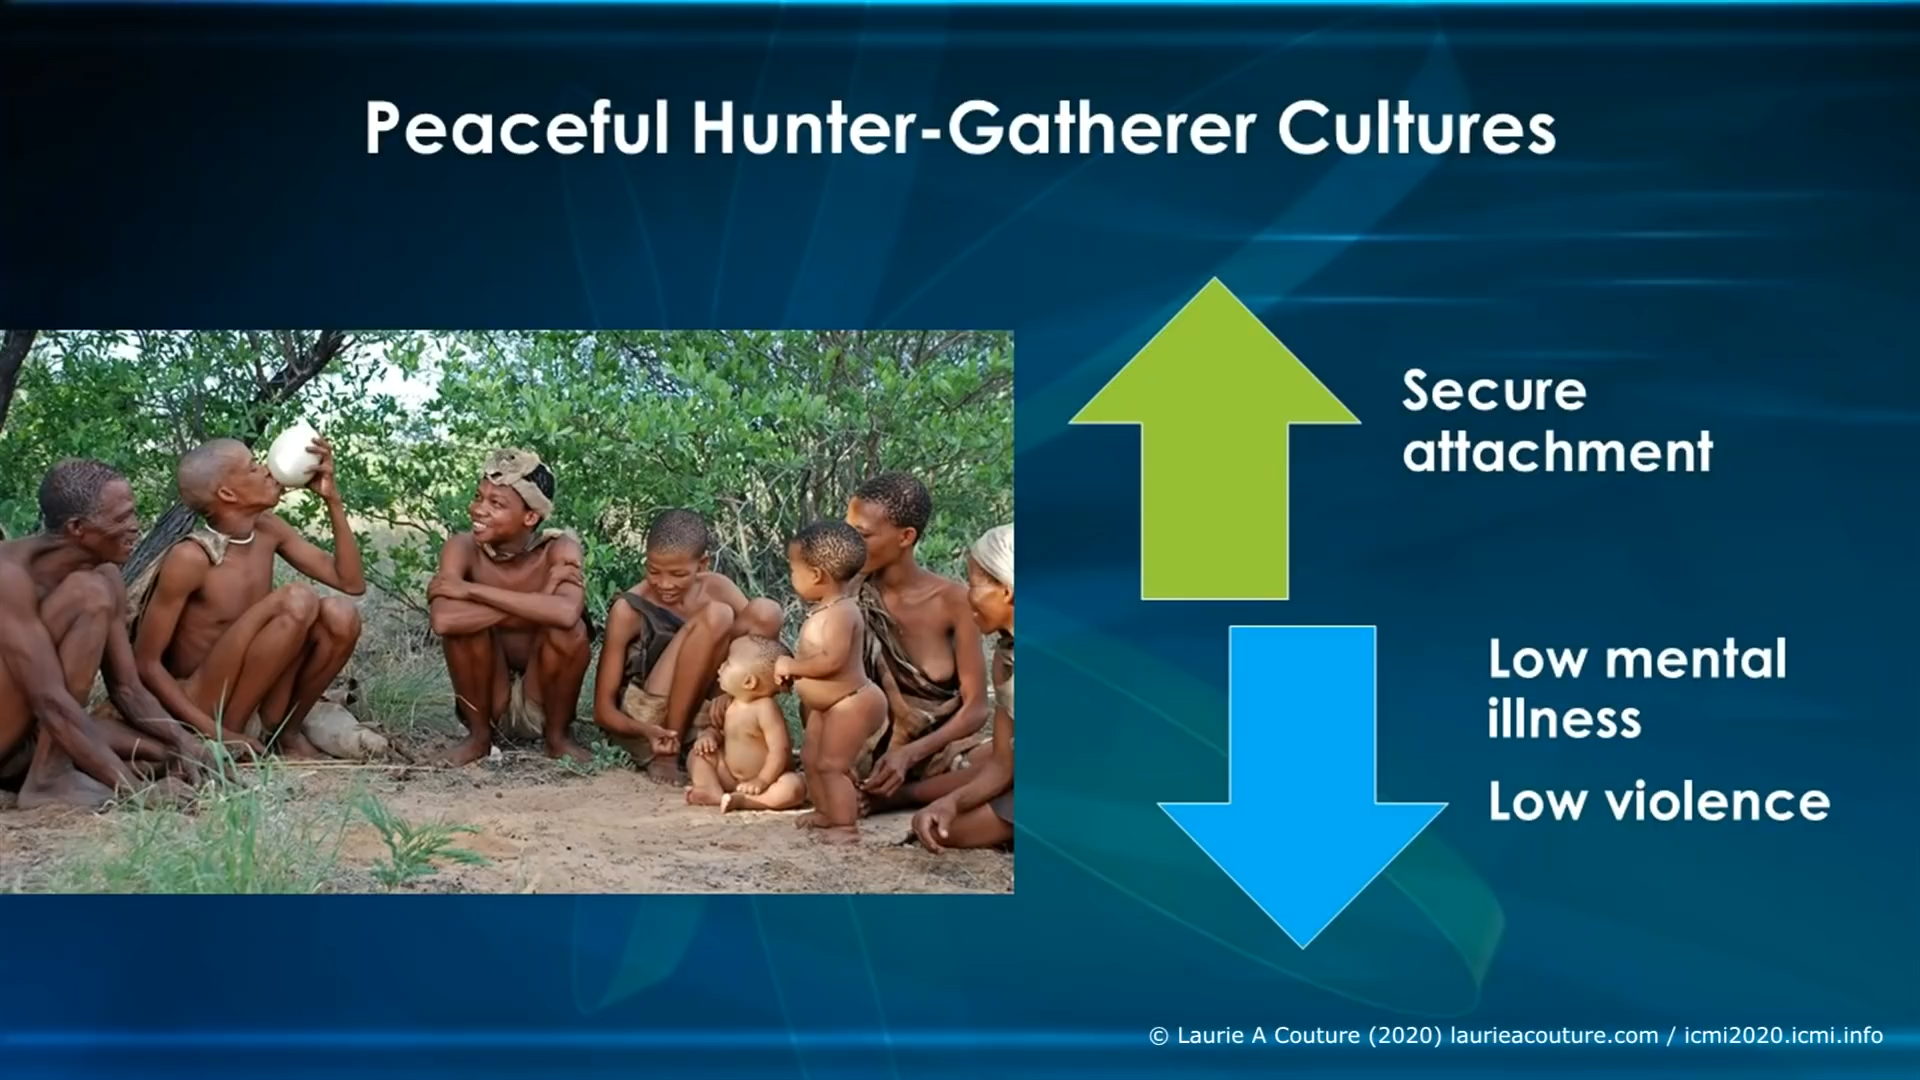 Peaceful Hunter-Gatherer Cultures
Secure
attachment
Low mental
illness
Low violence
© Laurie A Couture (2020) laurieacouture.com / icmi2020.icmi.info